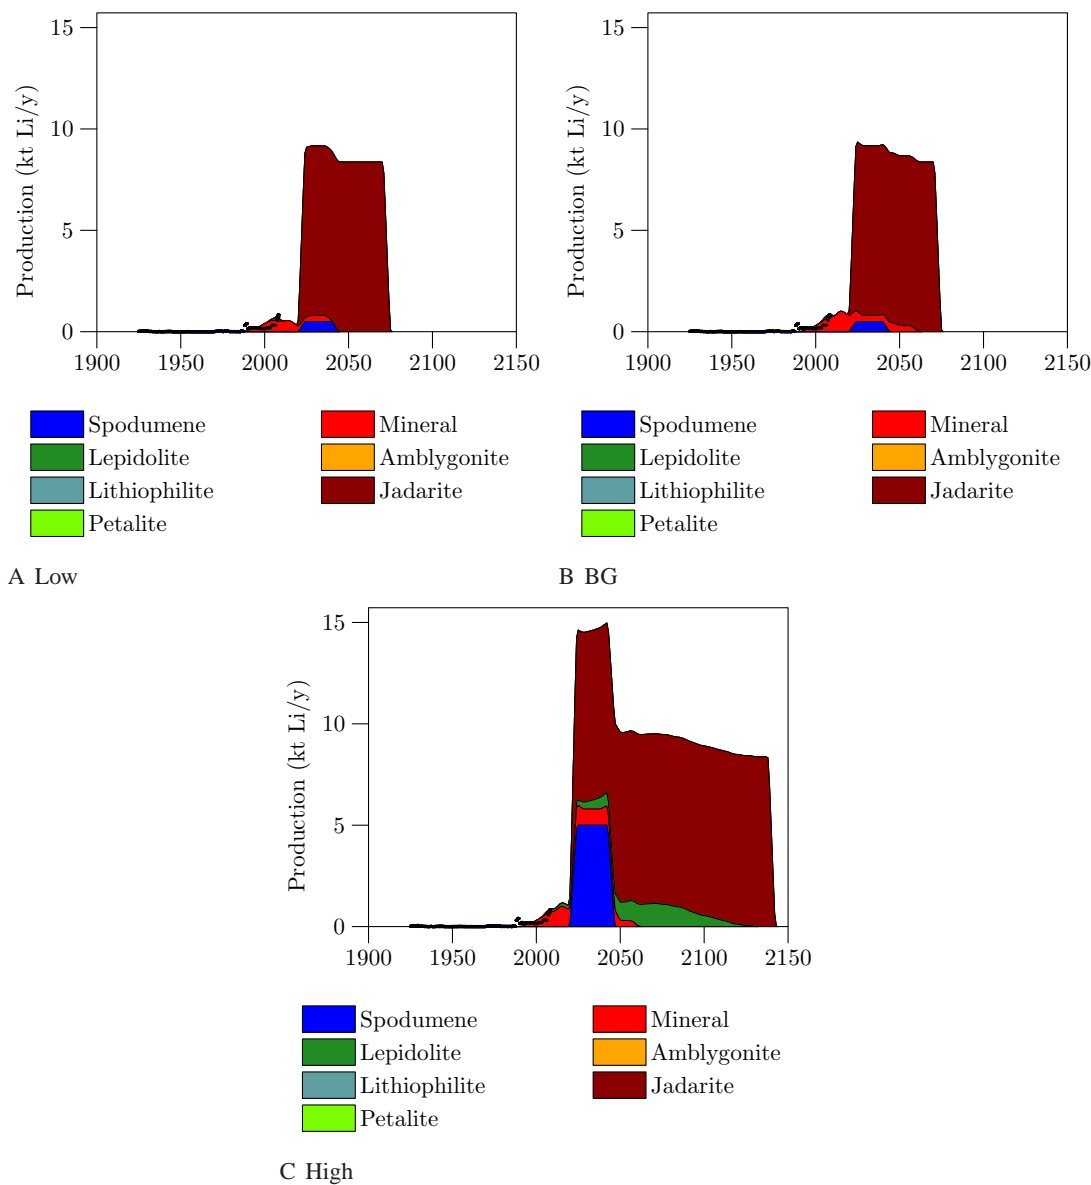 15
10
5
0
Production (kt Li/y)
1900 1950 2000 2050 2100 2150
Spodumene Mineral
Lepidolite Amblygonite
Lithiophilite Jadarite
Petalite
A Low
15
10
5
0
Production (kt Li/y)
1900 1950 2000 2050 2100 2150
Spodumene Mineral
Lepidolite Amblygonite
Lithiophilite Jadarite
Petalite
B BG
15
10
5
0
Production (kt Li/y)
1900 1950 2000 2050 2100 2150
Spodumene Mineral
Lepidolite Amblygonite
Lithiophilite Jadarite
Petalite
C High